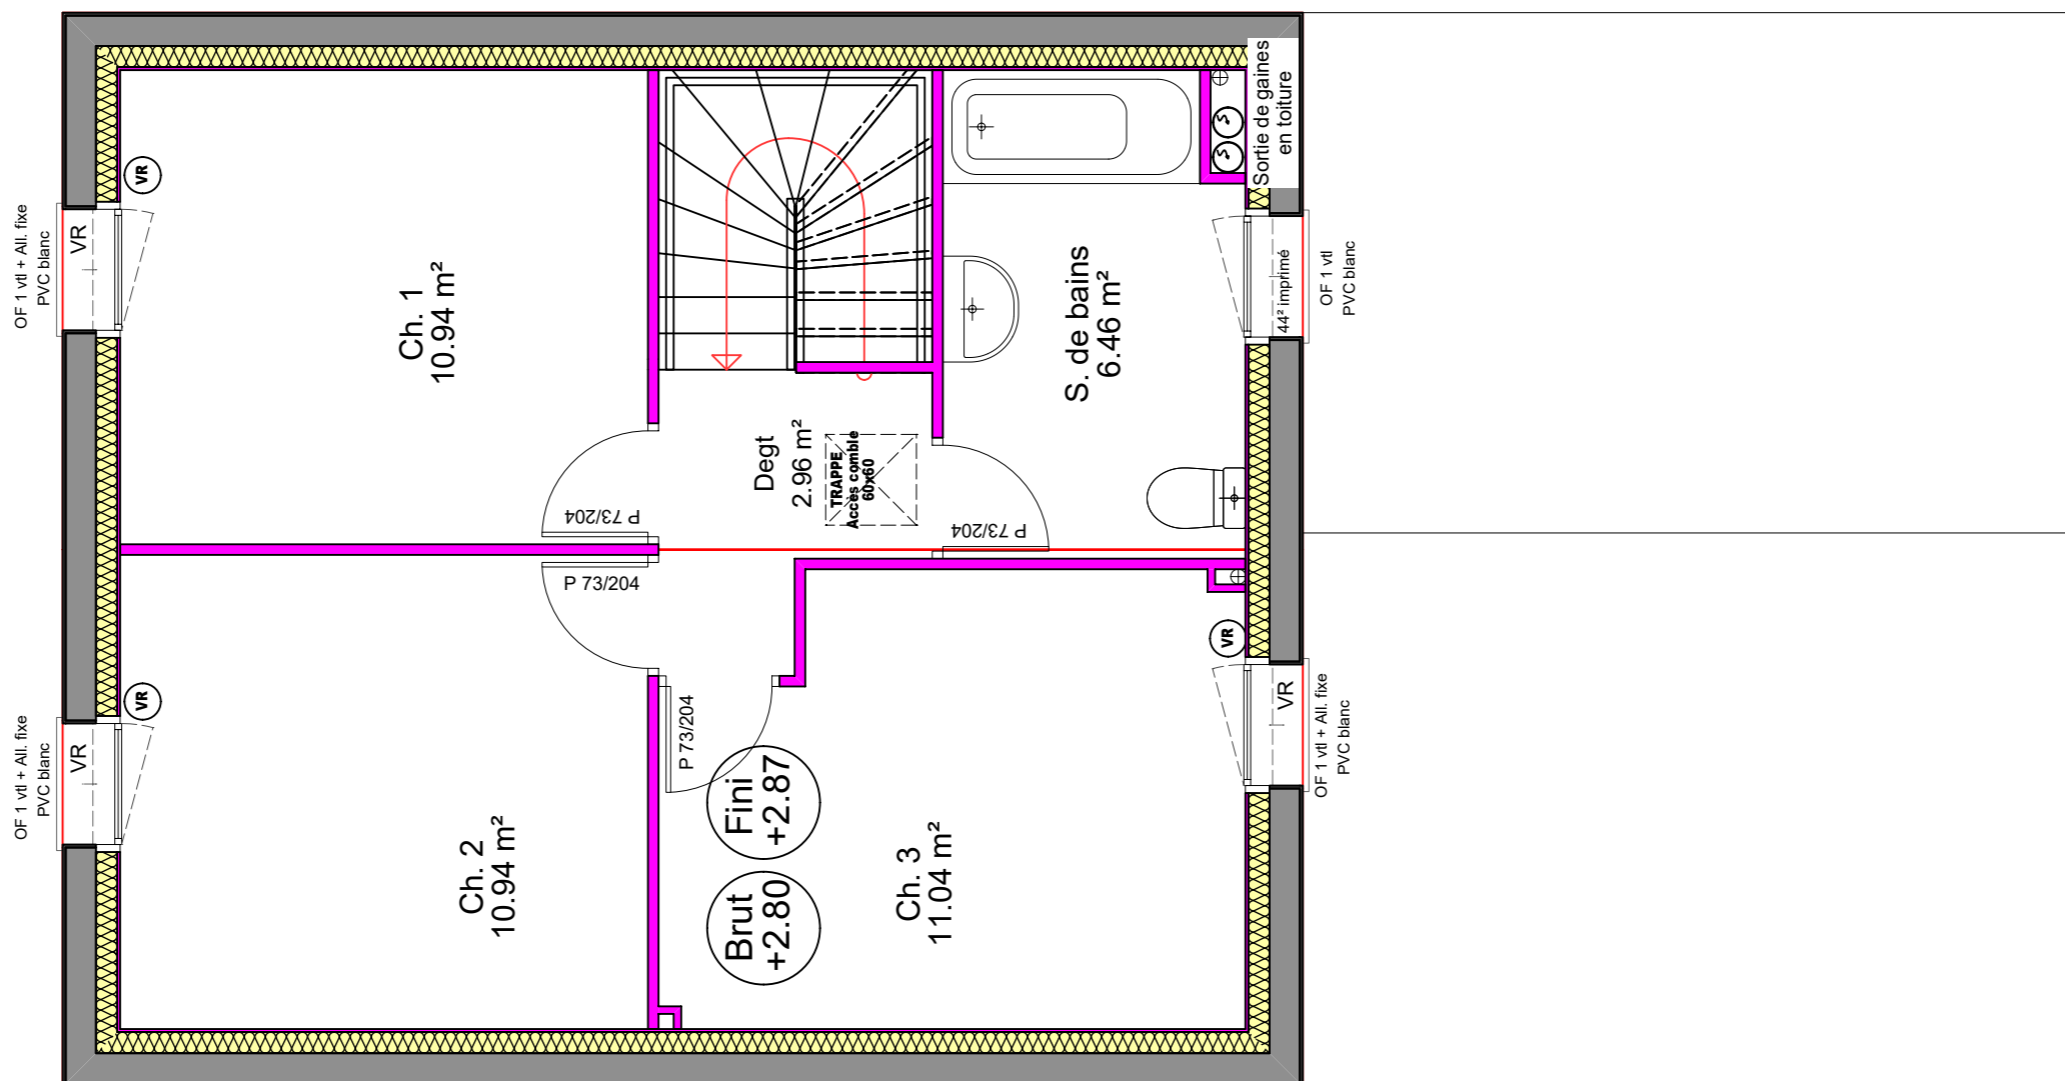 Sortie de gaines
en toiture
VR
OF 1 vtl + All. fixe
PVC blanc
VR
Ch. 1
10.94 m²
S. de bains
6.46 m²
44² imprimé
OF 1 vtl
PVC blanc
Degt
2.96 m²
TRAPPE
Accès comble
60x60
P 73/204
P 73/204
P 73/204
P 73/204
VR
VR
OF 1 vtl + All. fixe
PVC blanc
VR
VR
OF 1 vtl + All. fixe
PVC blanc
Fini
+2.87
Brut
+2.80
Ch. 2
10.94 m²
Ch. 3
11.04 m²